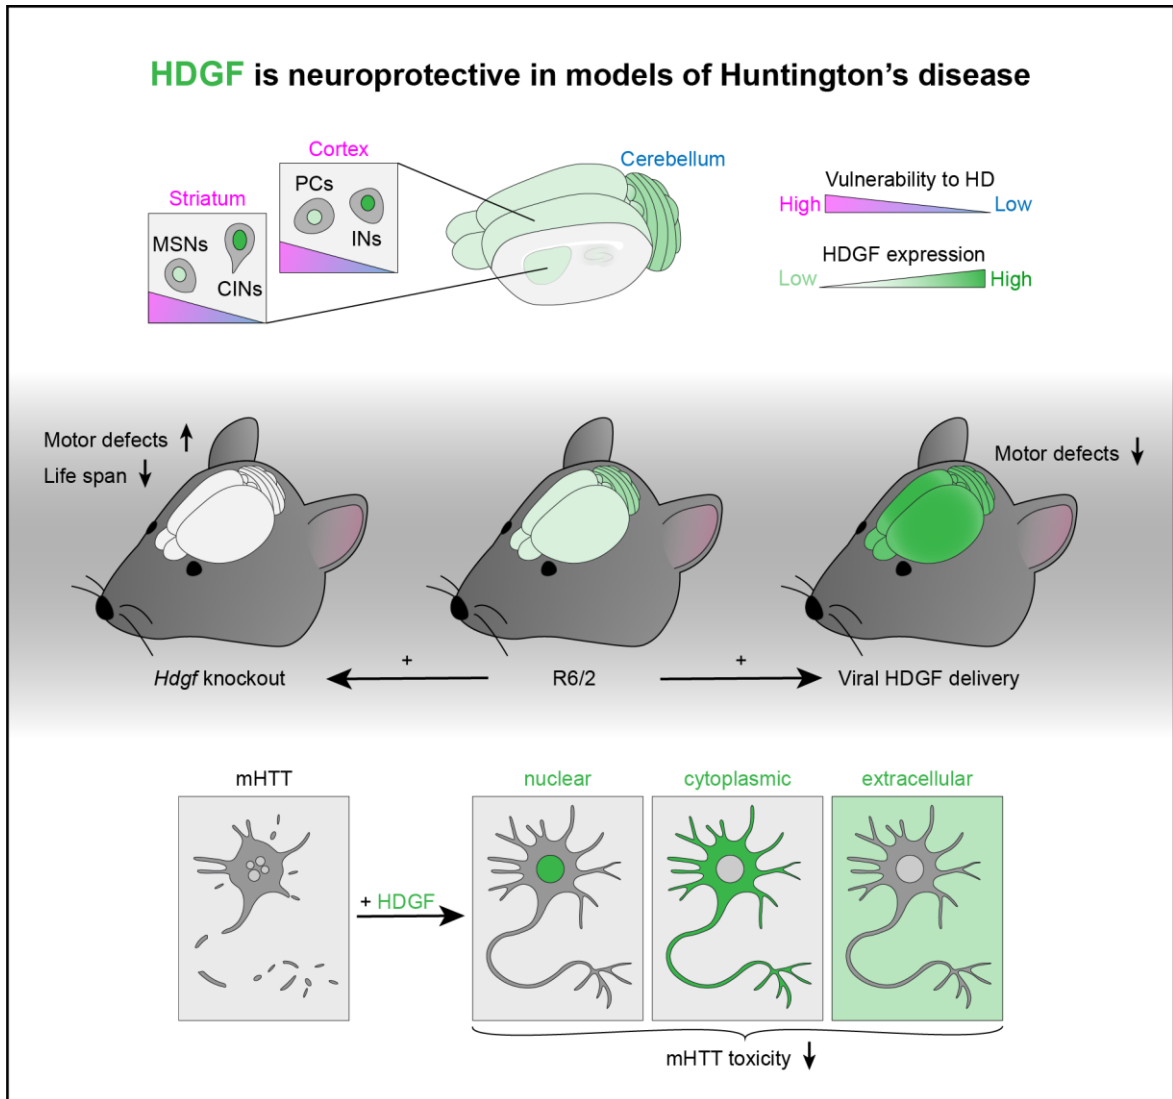 HDGF is neuroprotective in models of Huntington's disease
Striatum
MSNs
CINs
Cortex
PCs
INs
Cerebellum
Vulnerability to HD
High
Low
HDGF expression
Low
High
Motor defects ↑
Life span ↓
Motor defects ↓
Hdgf knockout
+
R6/2
+
Viral HDGF delivery
mHTT
+ HDGF
nuclear
cytoplasmic
extracellular
mHTT toxicity ↓